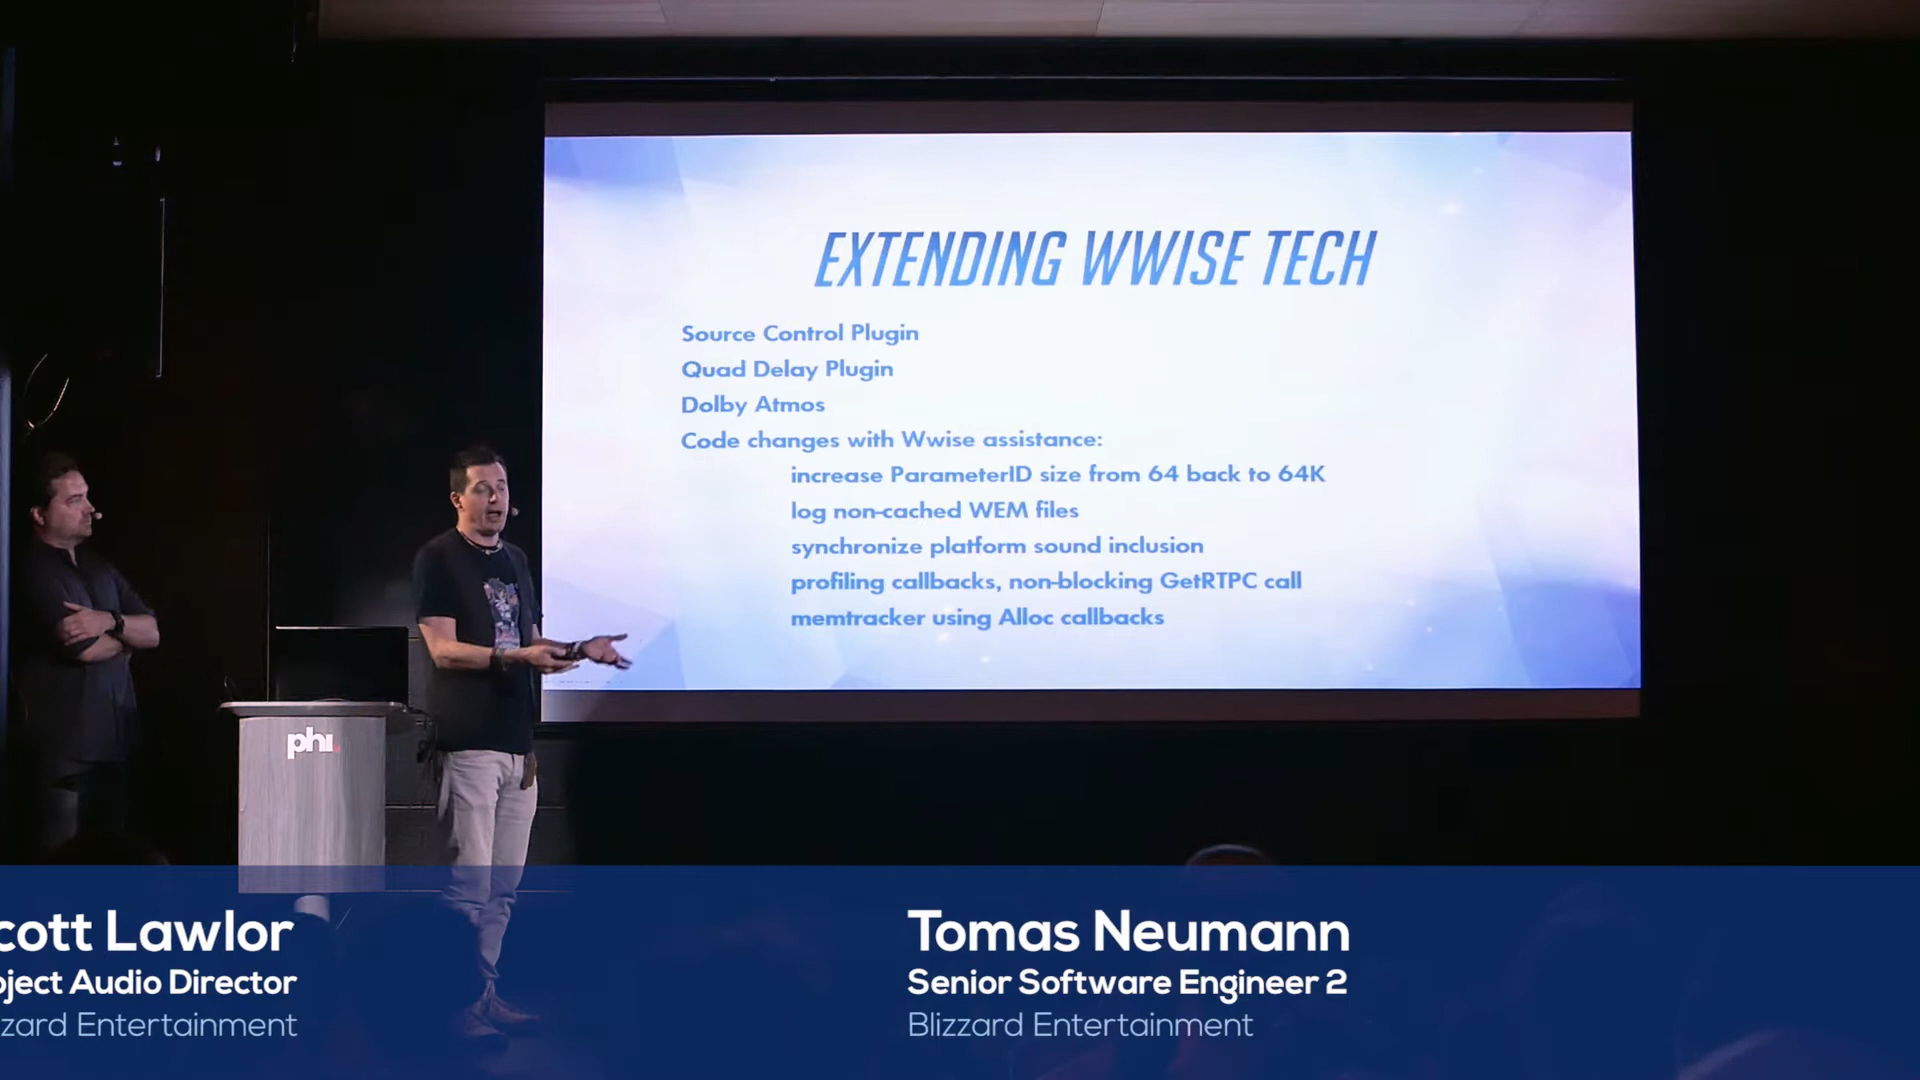 EXTENDING WWISE TECH
Source Control Plugin
Quad Delay Plugin
Dolby Atmos
Code changes with Wwise assistance:
increase ParameterID size from 64 back to 64K
log non-cached WEM files
synchronize platform sound inclusion
profiling callbacks, non-blocking GetRTPC call
memtracker using Alloc callbacks
phi.
cott Lawlor
oject Audio Director
zzard Entertainment
Tomas Neumann
Senior Software Engineer 2
Blizzard Entertainment